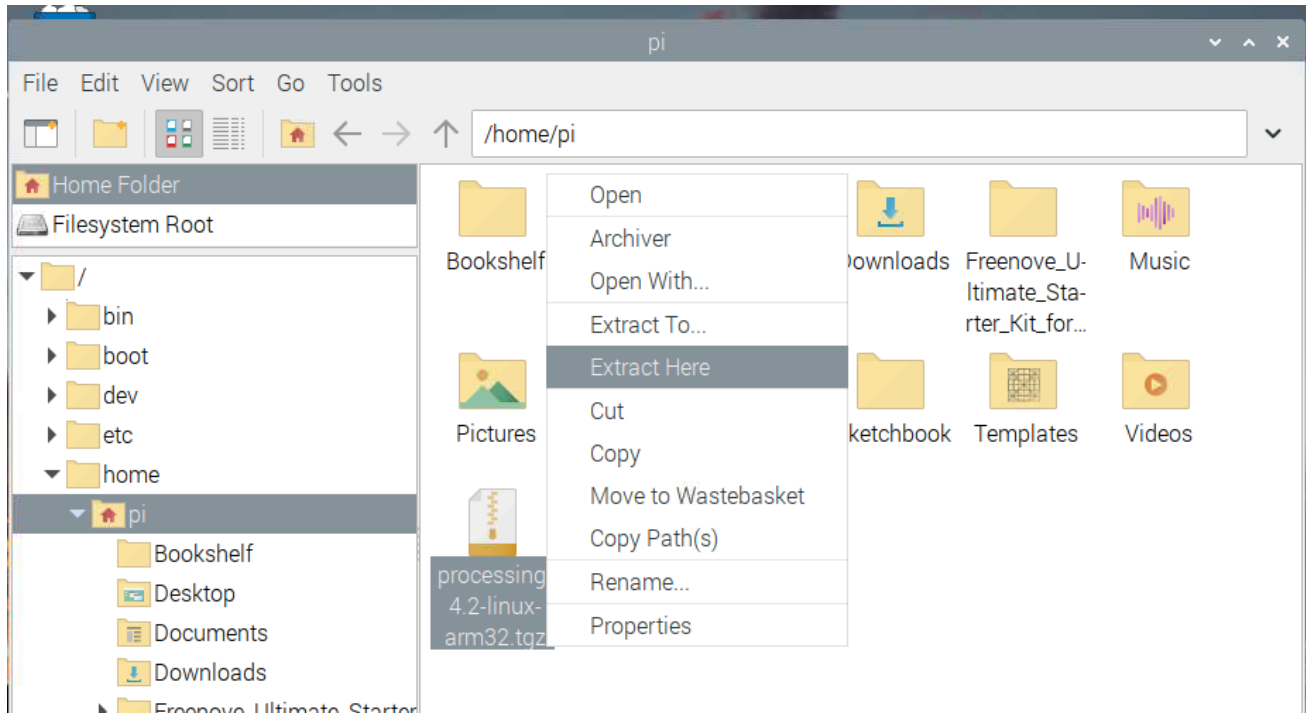 pi
File Edit View Sort Go Tools
/home/pi
Home Folder
Filesystem Root
/
bin
boot
dev
etc
home
pi
Bookshelf
Desktop
Documents
Downloads
Freenove_Ultimate_Starter
Bookshelf
ownloads
Freenove_U-
ltimate_Sta-
rter_Kit_for...
Music
Pictures
ketchbook
Templates
Videos
processing
4.2-linux-
arm32.tgz
Open
Archiver
Open With...
Extract To...
Extract Here
Cut
Copy
Move to Wastebasket
Copy Path(s)
Rename...
Properties